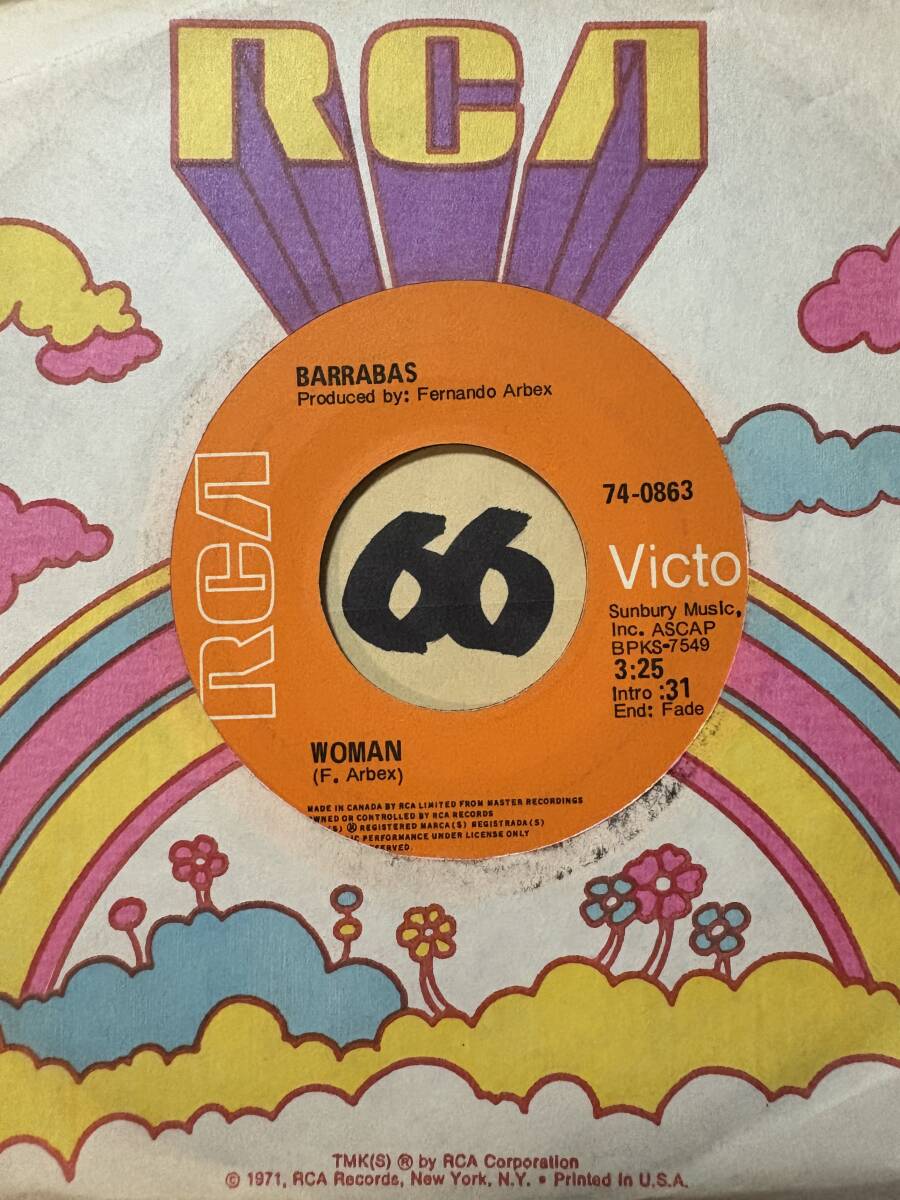 RCA
BARRABAS
Produced by: Fernando Arbex
74-0863
RCA
Victo
Sunbury Music,
Inc. ASCAP
BPKS-7549
3:25
Intro :31
End: Fade
66
WOMAN
(F. Arbex)
MADE IN CANADA BY RCA LIMITED FROM MASTER RECORDINGS
WNED OR CONTROLLED BY RCA RECORDS
(S) ® REGISTERED MARCA(S) REGISTRADA(S)
IC PERFORMANCE UNDER LICENSE ONLY
ESERVED.
TMK(S) ® by RCA Corporation
© 1971, RCA Records, New York, N.Y. • Printed in U.S.A.